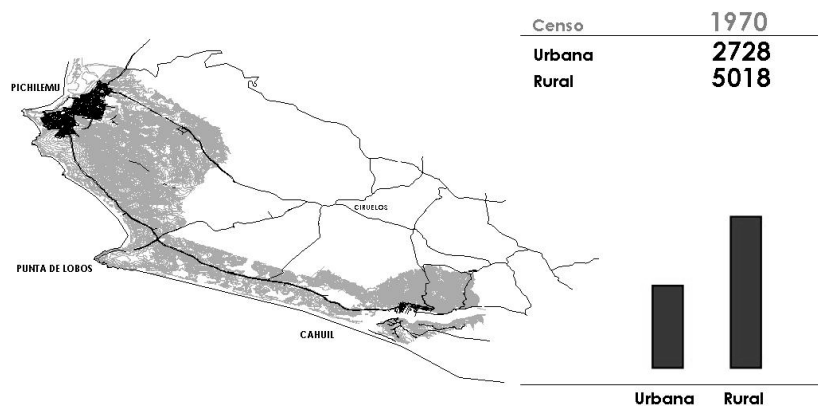 Censo 1970
Urbana 2728
Rural 5018
PICHILEMU
CIRUELOS
PUNTA DE LOBOS
CAHUIL
Urbana Rural